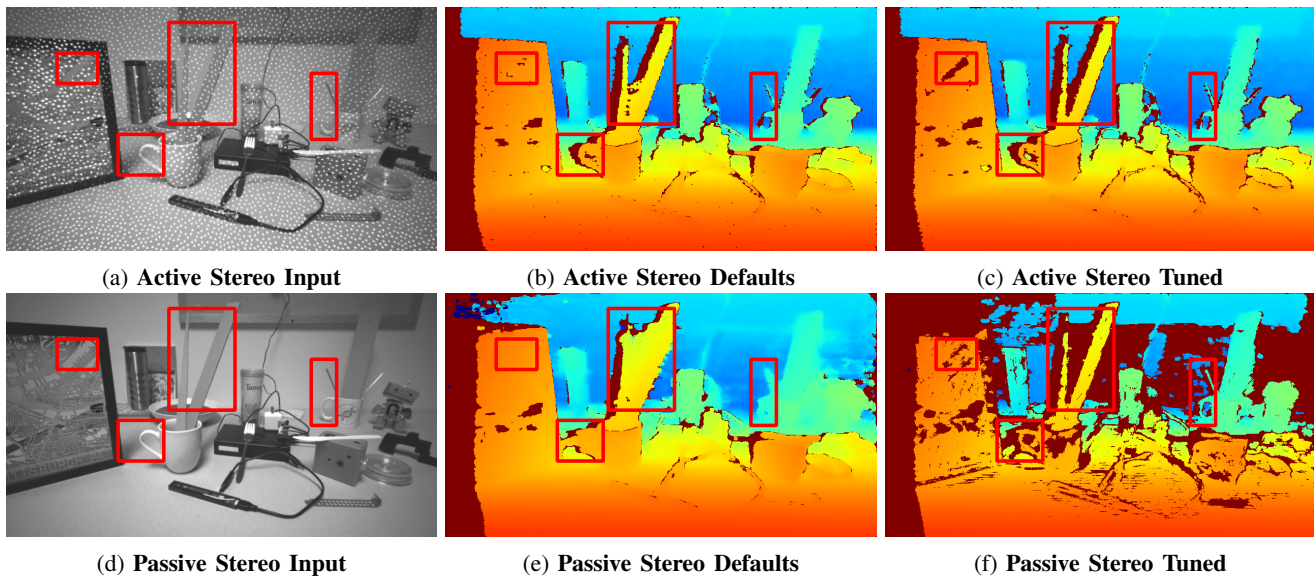 (a) Active Stereo Input
(b) Active Stereo Defaults
(c) Active Stereo Tuned
(d) Passive Stereo Input
(e) Passive Stereo Defaults
(f) Passive Stereo Tuned